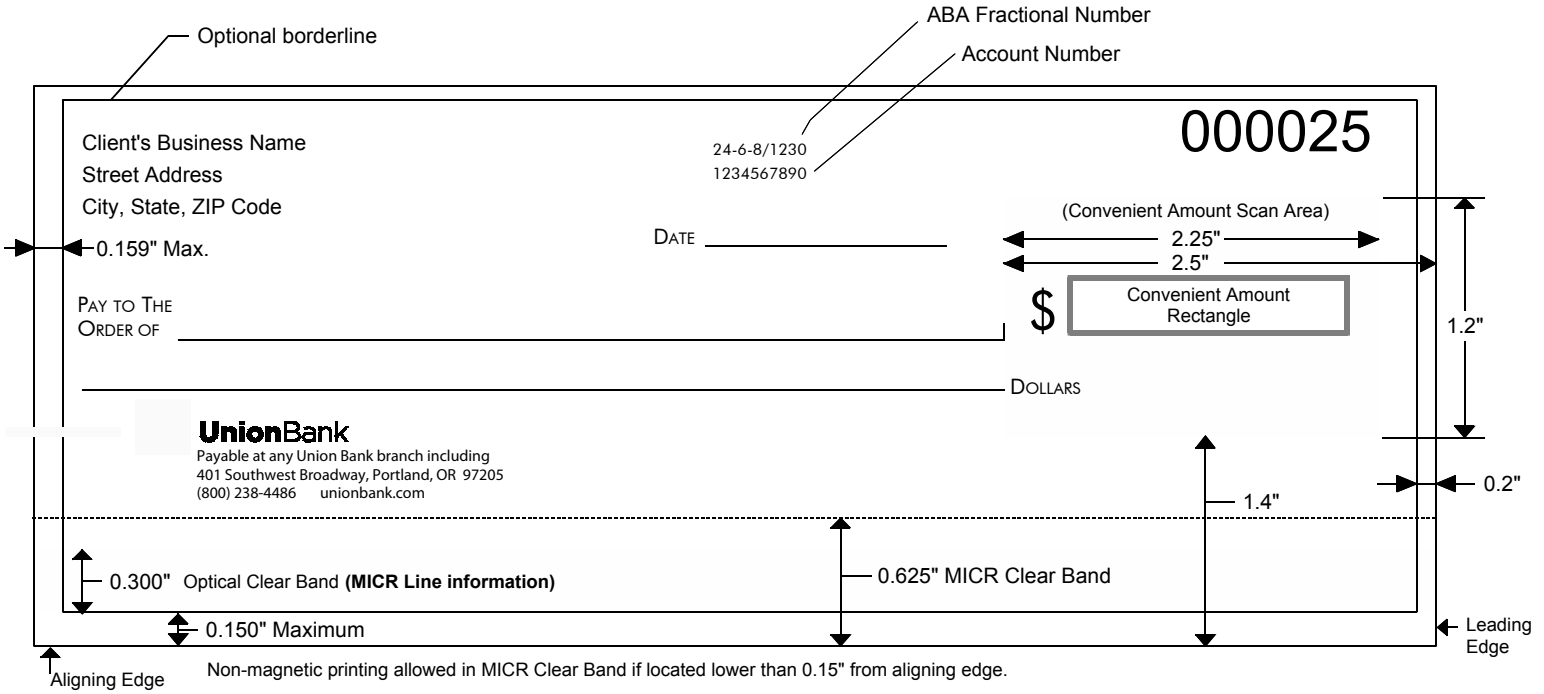 ABA Fractional Number
Optional borderline
Account Number
000025
Client's Business Name
24-6-8/1230
Street Address
1234567890
City, State, ZIP Code
(Convenient Amount Scan Area)
0.159" Max.
DATE
2.25"
2.5"
PAY TO THE
ORDER OF
$
Convenient Amount
Rectangle
1.2"
DOLLARS
UnionBank
Payable at any Union Bank branch including
401 Southwest Broadway, Portland, OR 97205
(800) 238-4486 unionbank.com
0.2"
1.4"
0.300" Optical Clear Band (MICR Line information)
0.625" MICR Clear Band
0.150" Maximum
Leading
Edge
Aligning Edge
Non-magnetic printing allowed in MICR Clear Band if located lower than 0.15" from aligning edge.